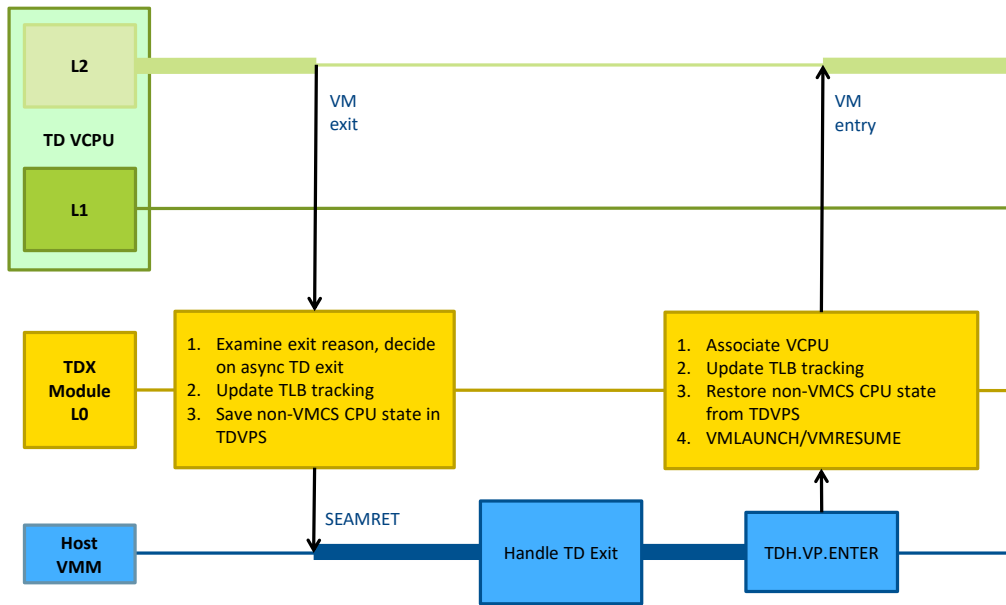 L2
TD VCPU
L1
VM
exit
VM
entry
TDX
Module
L0
1. Examine exit reason, decide
on async TD exit
2. Update TLB tracking
3. Save non-VMCS CPU state in
TDVPS
1. Associate VCPU
2. Update TLB tracking
3. Restore non-VMCS CPU state
from TDVPS
4. VMLAUNCH/VMRESUME
SEAMRET
Host
VMM
Handle TD Exit
TDH.VP.ENTER